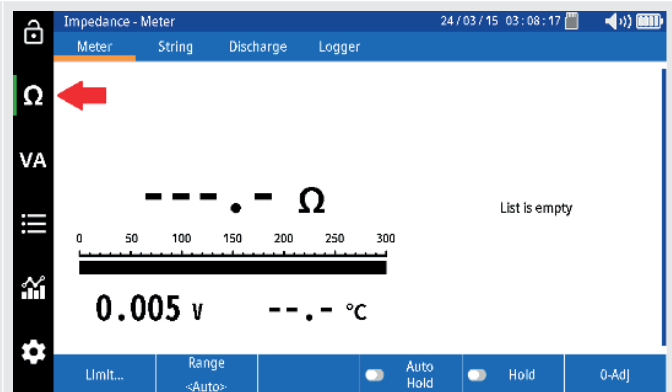 Impedance - Meter 24/03/15 03:08:17
Meter String Discharge Logger
Ω
VA
---.- Ω
List is empty
0 50 100 150 200 250 300
0.005 V --.- °C
Limit... Range <Auto> Auto Hold Hold 0-Adj